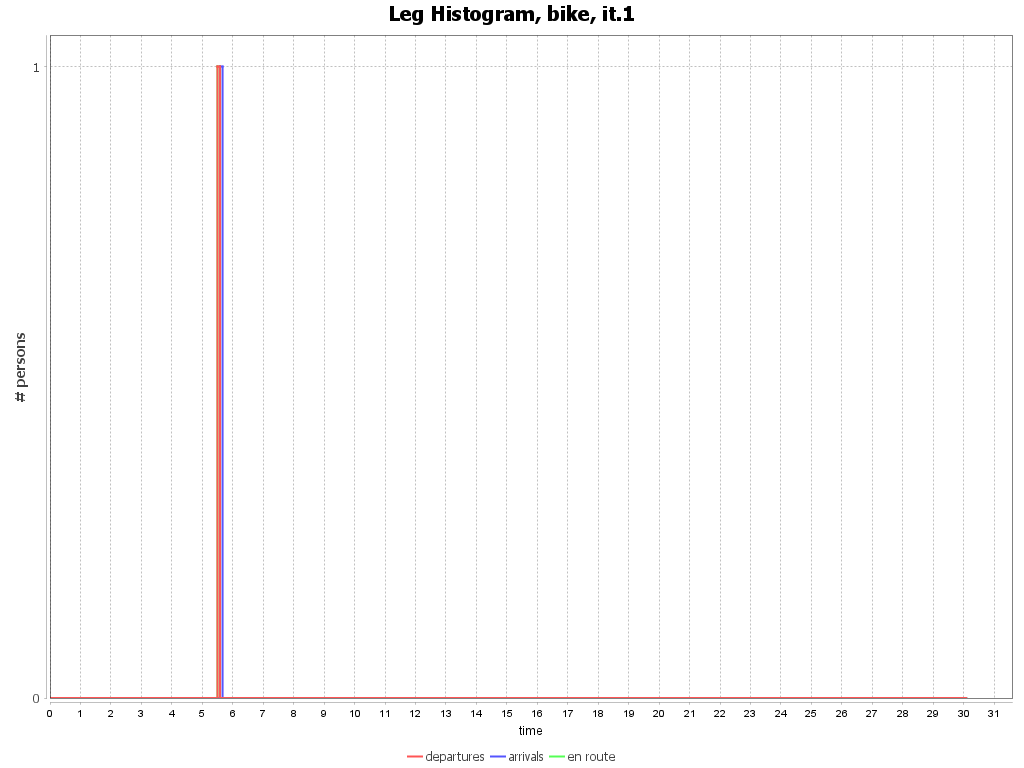 Leg Histogram, bike, it.1
1
# persons
0
0 1 2 3 4 5 6 7 8 9 10 11 12 13 14 15 16 17 18 19 20 21 22 23 24 25 26 27 28 29 30 31
time
departures arrivals en route